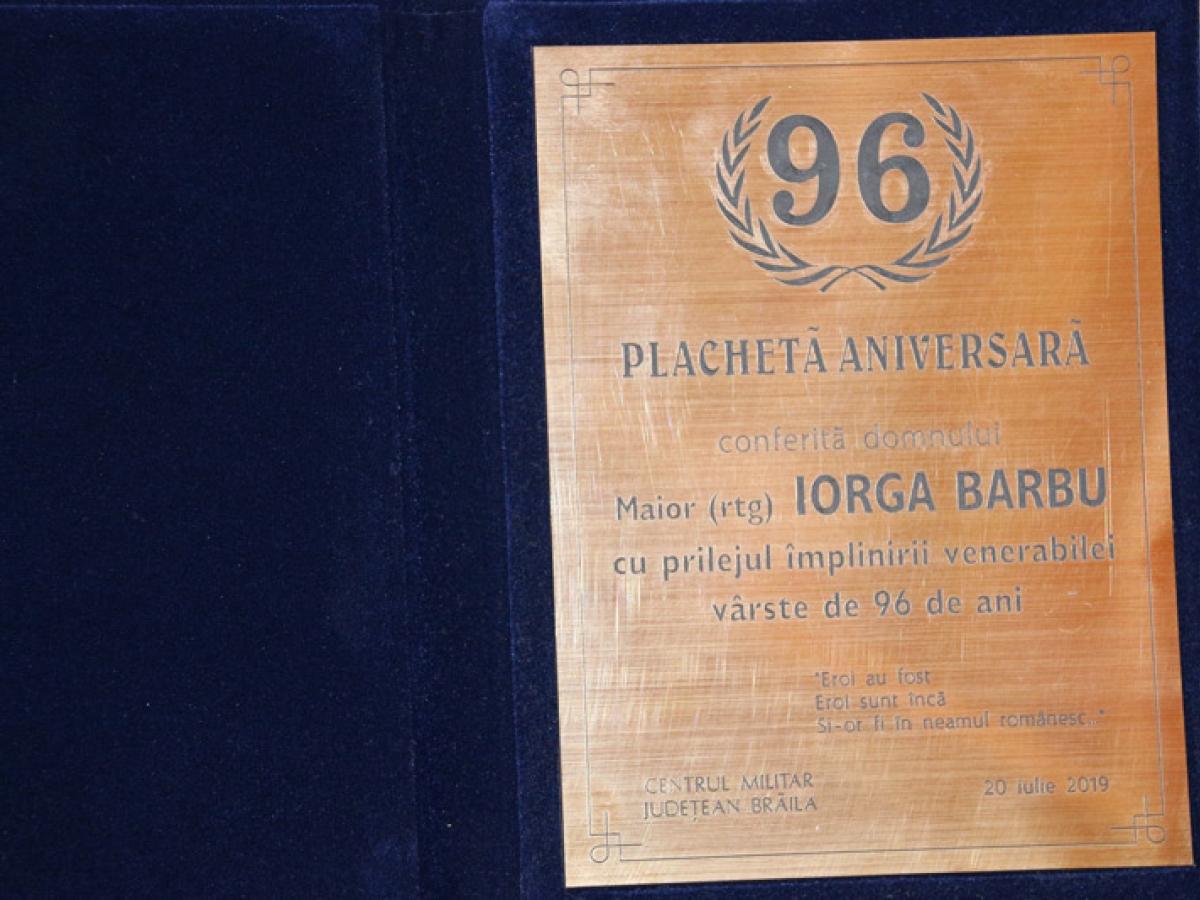 96
PLACHETĂ ANIVERSARĂ
conferită domnului
Maior (rtg) IORGA BARBU
cu prilejul împlinirii venerabilei
vârste de 96 de ani
"Eroi au fost
Eroi sunt încă
Si-or fi în neamul românesc..."
CENTRUL MILITAR
JUDEȚEAN BRĂILA
20 iulie 2019